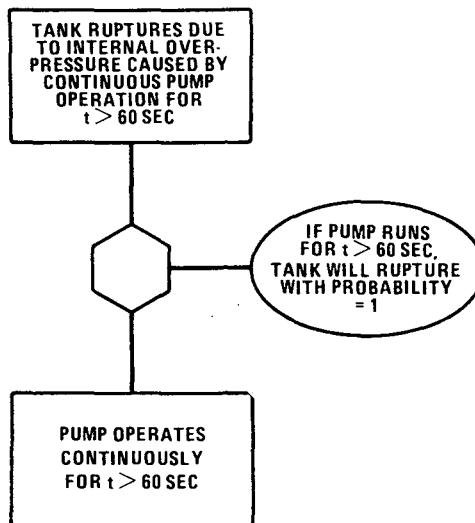 TANK RUPTURES DUE
TO INTERNAL OVER-
PRESSURE CAUSED BY
CONTINUOUS PUMP
OPERATION FOR
t > 60 SEC
IF PUMP RUNS
FOR t > 60 SEC,
TANK WILL RUPTURE
WITH PROBABILITY
= 1
PUMP OPERATES
CONTINUOUSLY
FOR t > 60 SEC